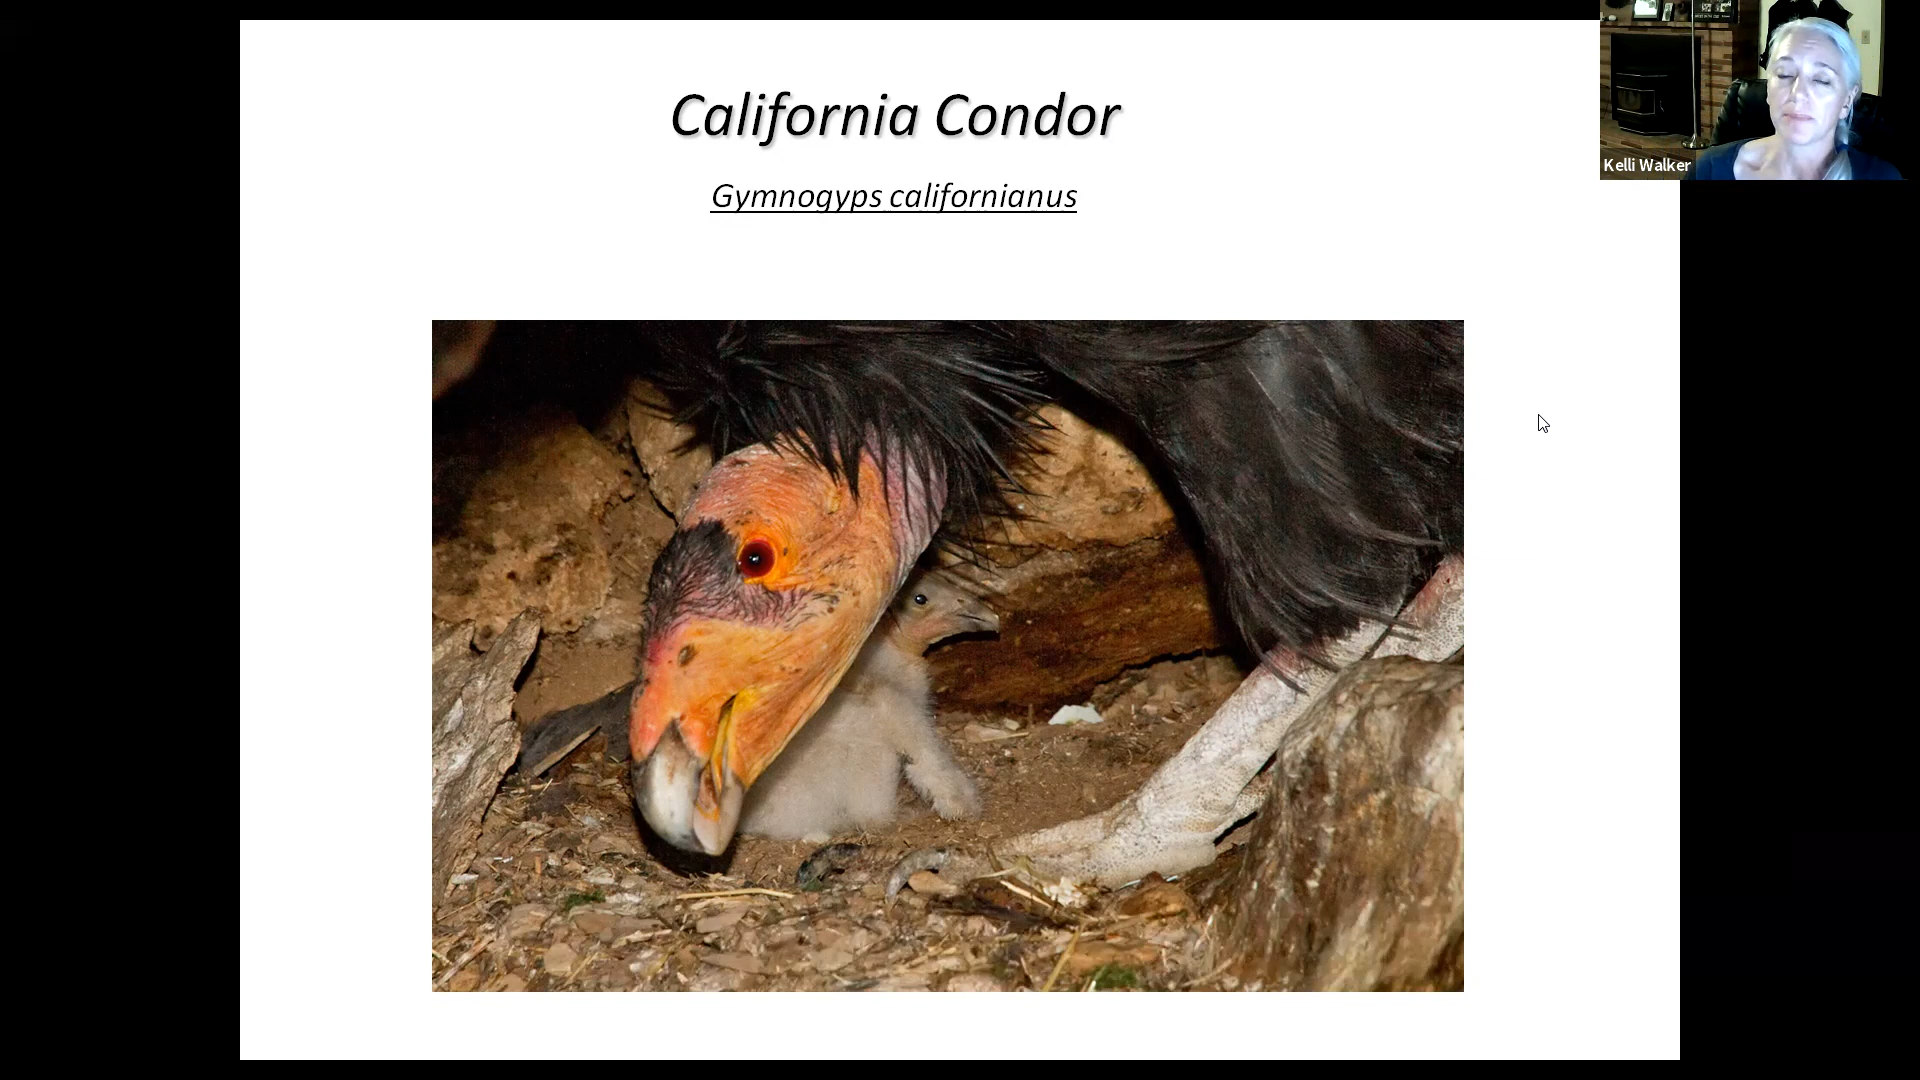 California Condor
Gymnogyps californianus
Kelli Walker